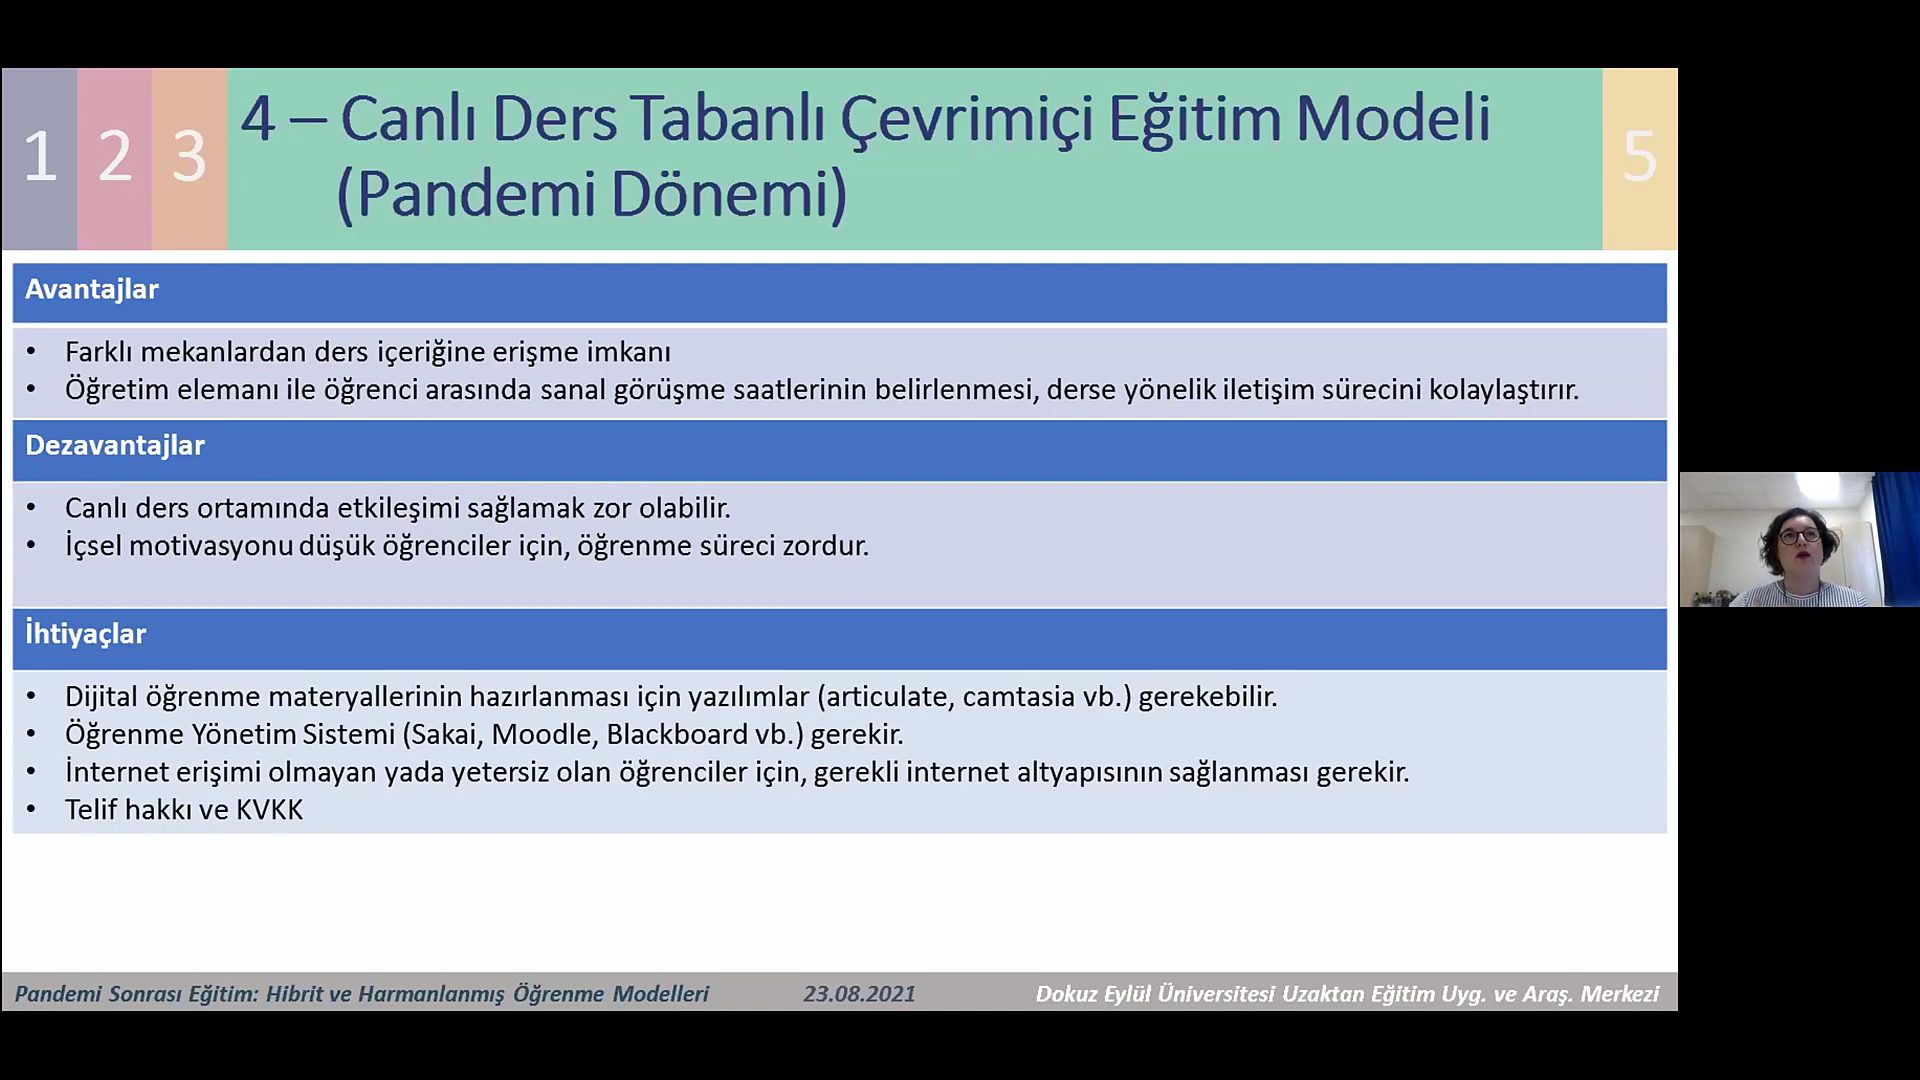 1
2
3
4 – Canlı Ders Tabanlı Çevrimiçi Eğitim Modeli
(Pandemi Dönemi)
5
Avantajlar
• Farklı mekanlardan ders içeriğine erişme imkanı
• Öğretim elemanı ile öğrenci arasında sanal görüşme saatlerinin belirlenmesi, derse yönelik iletişim sürecini kolaylaştırır.
Dezavantajlar
• Canlı ders ortamında etkileşimi sağlamak zor olabilir.
• İçsel motivasyonu düşük öğrenciler için, öğrenme süreci zordur.
İhtiyaçlar
• Dijital öğrenme materyallerinin hazırlanması için yazılımlar (articulate, camtasia vb.) gerekebilir.
• Öğrenme Yönetim Sistemi (Sakai, Moodle, Blackboard vb.) gerekir.
• İnternet erişimi olmayan yada yetersiz olan öğrenciler için, gerekli internet altyapısının sağlanması gerekir.
• Telif hakkı ve KVKK
Pandemi Sonrası Eğitim: Hibrit ve Harmanlanmış Öğrenme Modelleri
23.08.2021
Dokuz Eylül Üniversitesi Uzaktan Eğitim Uyg. ve Araş. Merkezi